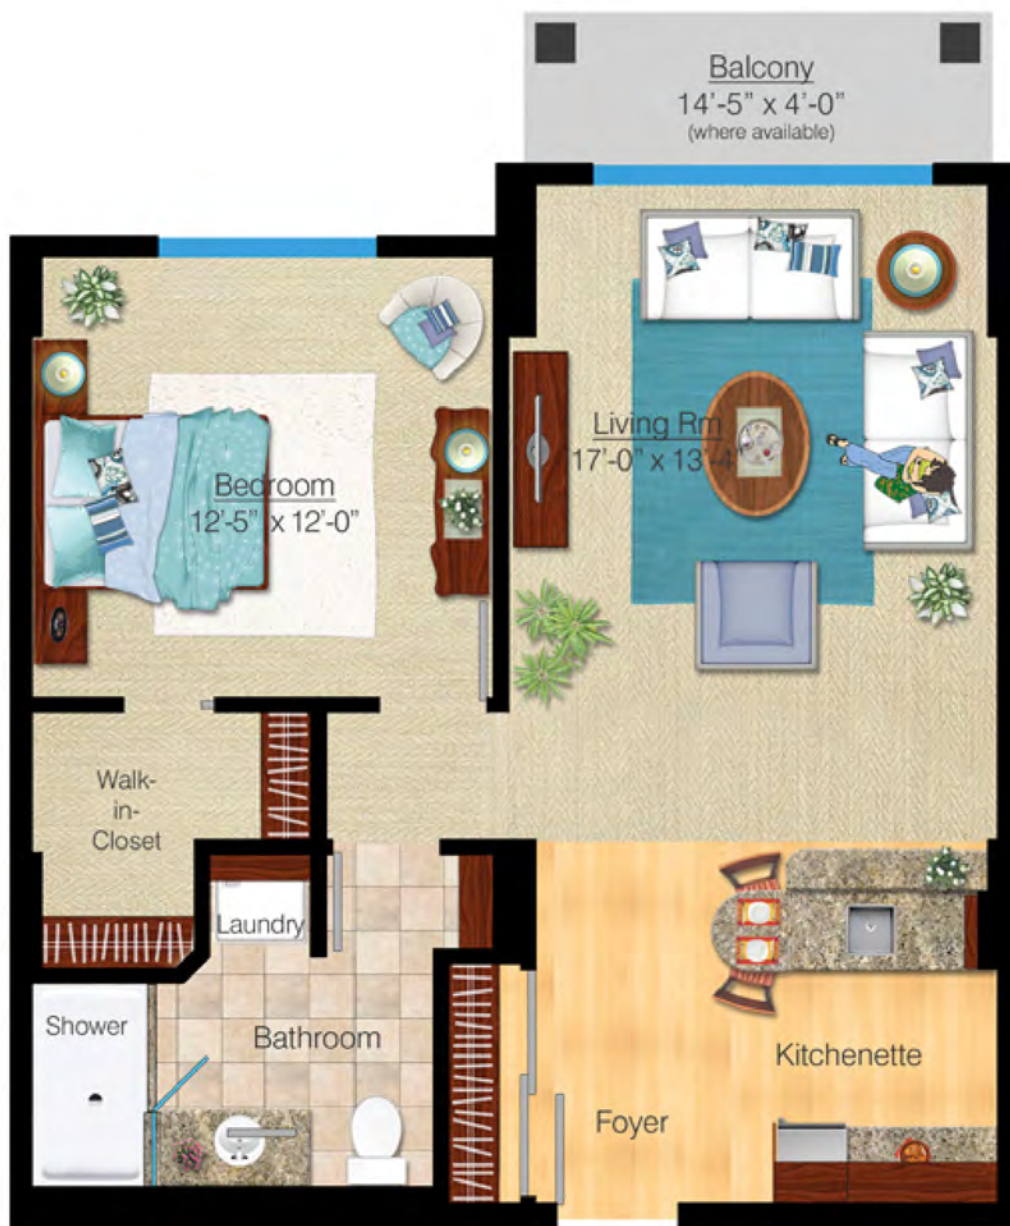 Balcony
14'-5" x 4'-0"
(where available)
Living Rm
17'-0" x 13'-4"
Bedroom
12'-5" x 12'-0"
Walk-
in-
Closet
Laundry
Shower
Bathroom
Kitchenette
Foyer